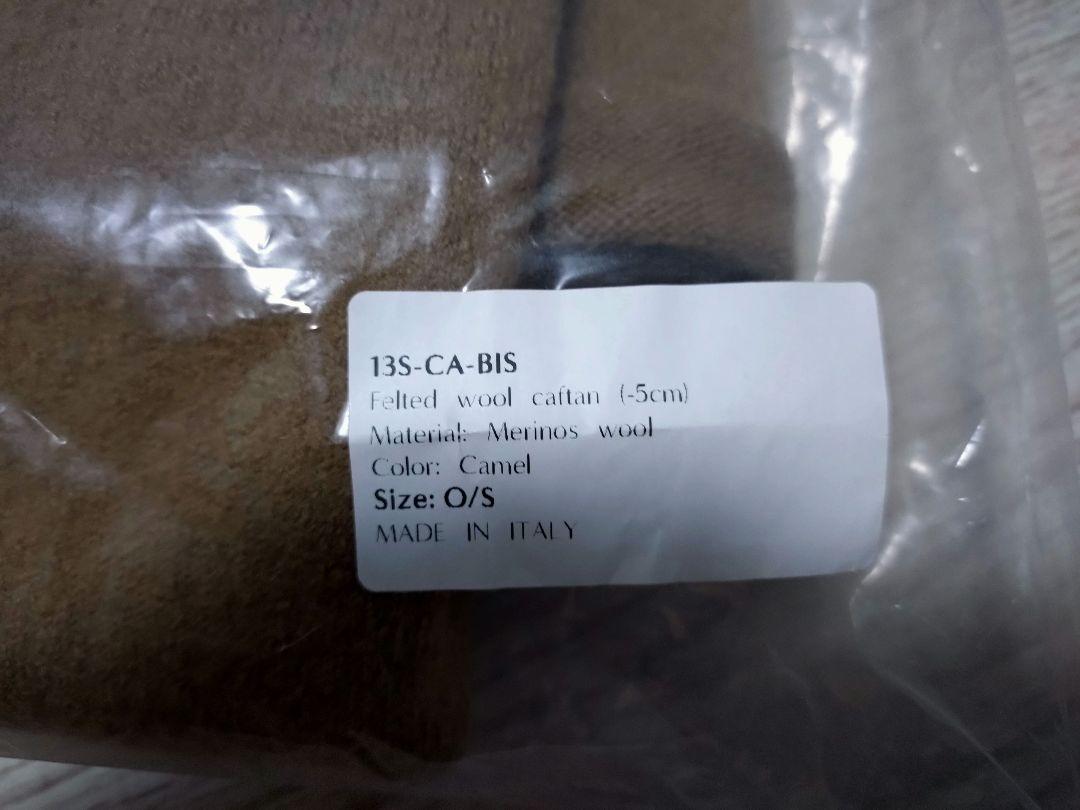 13S-CA-BIS
Felted wool caftan (-5cm)
Material: Merinos wool
Color: Camel
Size: O/S
MADE IN ITALY